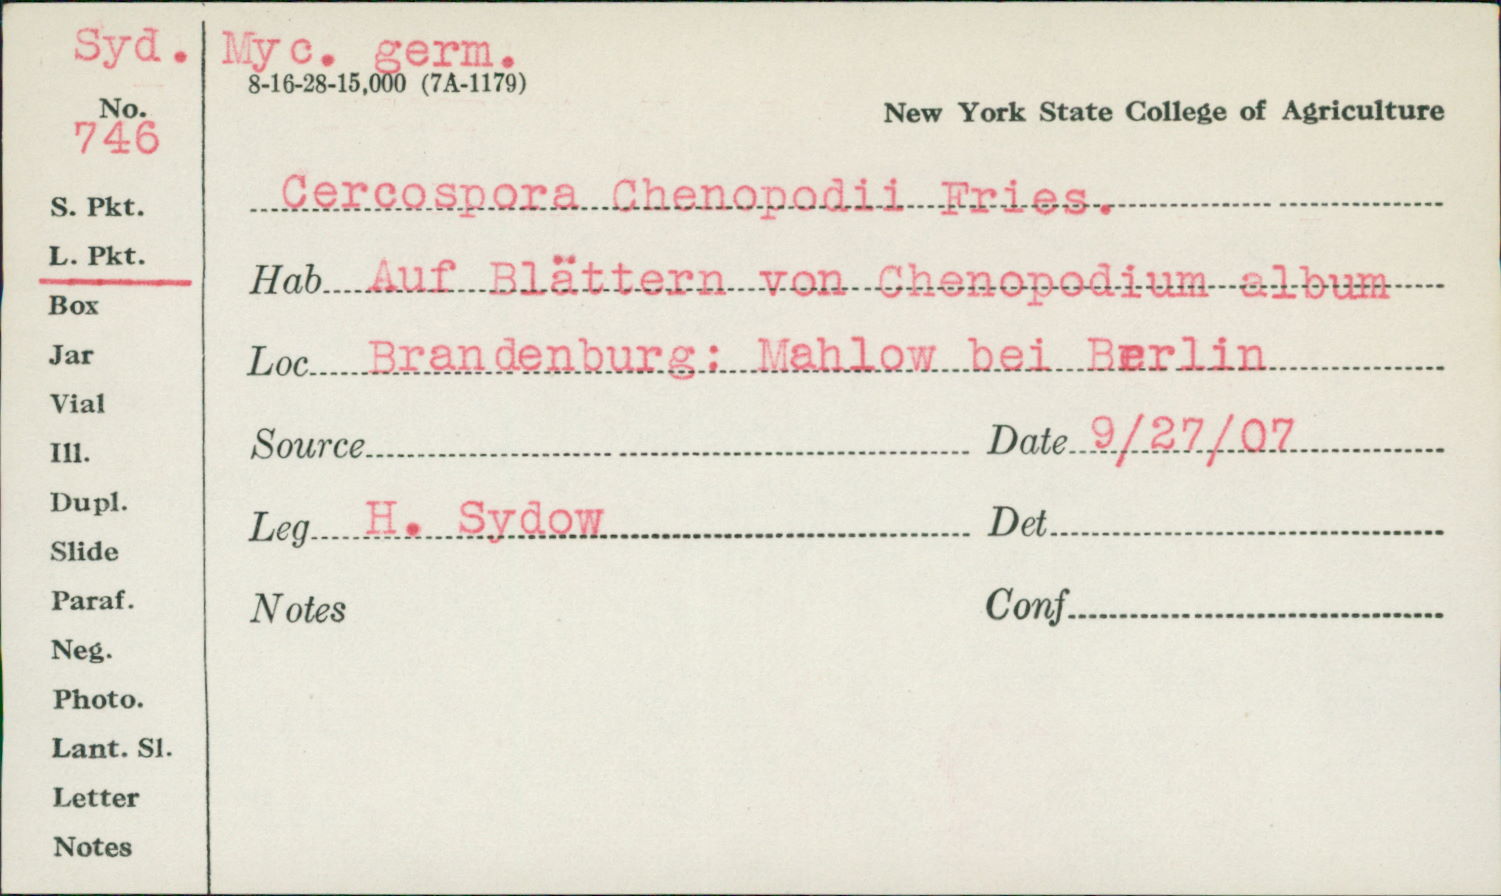 Syd. Myc. germ.
8-16-28-15,000 (7A-1179)
No.
746
New York State College of Agriculture
S. Pkt.
L. Pkt.
Box
Jar
Vial
Ill.
Dupl.
Slide
Paraf.
Neg.
Photo.
Lant. Sl.
Letter
Notes
Cercospora Chenopodii Fries.
Hab Auf Blättern von Chenopodium album
Loc Brandenburg: Mahlow bei Berlin
Source Date 9/27/07
Leg H. Sydow Det
Notes Conf